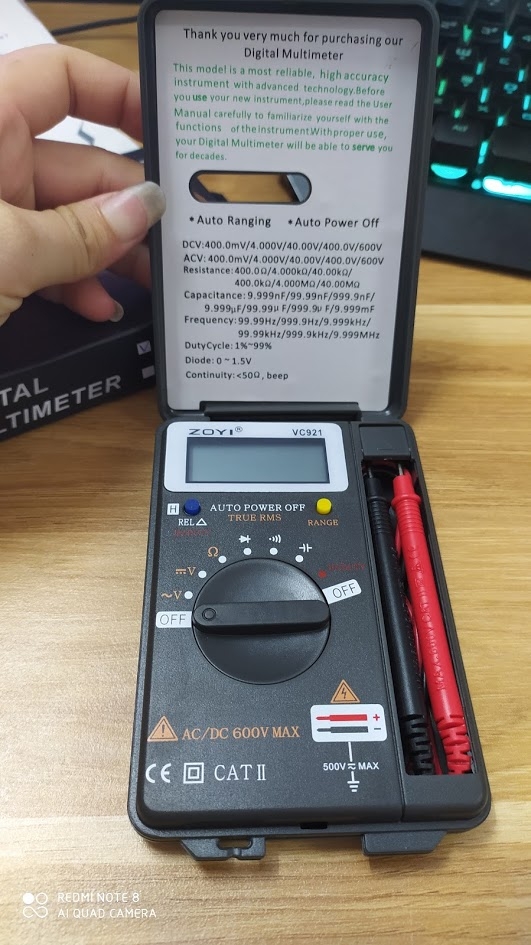 Thank you very much for purchasing our
Digital Multimeter
This model is a most reliable, high accuracy
instrument with advanced technology.Before
you use your new instrument,please read the User
Manual carefully to familiarize yourself with the
functions of the Instrument.With proper use,
your Digital Multimeter will be able to serve you
for decades.
*Auto Ranging *Auto Power Off
DCV:400.0mV/4.000V/40.00V/400.0V/600V
ACV: 400.0mV/4.000V/40.00V/400.0V/600V
Resistance:400.0Ω/4.000kΩ/40.00kΩ/
400.0kΩ/4.000MΩ/40.00MΩ
Capacitance: 9.999nF/99.99nF/999.9nF/
9.999μF/99.99μF/999.9μF/9.999mF
Frequency:99.99Hz/999.9Hz/9.999kHz/
99.99kHz/999.9kHz/9.999MHz
DutyCycle: 1%~99%
Diode: 0~1.5V
Continuity: <50Ω, beep
TAL
LTIMETER
ZOYI® VC921
H
AUTO POWER OFF
REL△ TRUE RMS RANGE
Ω
⎓V
~V
OFF OFF
AC/DC 600V MAX
+
−
500V≂MAX
CE CAT II
REDMI NOTE 8
AI QUAD CAMERA